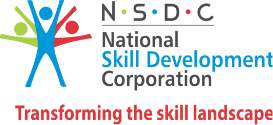 N·S·D·C
National
Skill Development
Corporation
Transforming the skill landscape